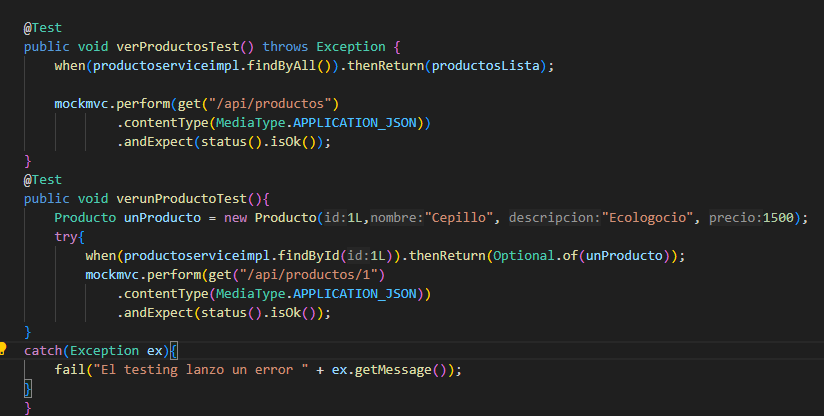 @Test
public void verProductosTest() throws Exception {
    when(productoserviceimpl.findByAll()).thenReturn(productosLista);

    mockmvc.perform(get("/api/productos")
            .contentType(MediaType.APPLICATION_JSON))
            .andExpect(status().isOk());
}
@Test
public void verunProductoTest(){
    Producto unProducto = new Producto(id:1L,nombre:"Cepillo", descripcion:"Ecologocio", precio:1500);
    try{
        when(productoserviceimpl.findById(id:1L)).thenReturn(Optional.of(unProducto));
        mockmvc.perform(get("/api/productos/1")
            .contentType(MediaType.APPLICATION_JSON))
            .andExpect(status().isOk());
}
catch(Exception ex){
    fail("El testing lanzo un error " + ex.getMessage());
}
}